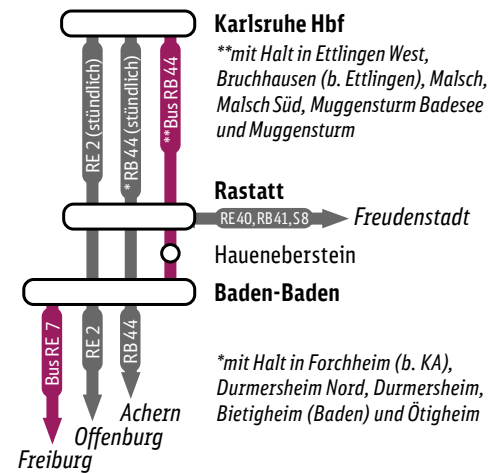 Karlsruhe Hbf
**mit Halt in Ettlingen West,
Bruchhausen (b. Ettlingen), Malsch,
Malsch Süd, Muggensturm Badesee
und Muggensturm
RE 2 (stündlich)
* RB 44 (stündlich)
**Bus RB 44
Rastatt
RE40,RB41,S8
Freudenstadt
Haueneberstein
Baden-Baden
Bus RE 7
RE 2
RB 44
*mit Halt in Forchheim (b. KA),
Durmersheim Nord, Durmersheim,
Bietigheim (Baden) und Ötigheim
Achern
Offenburg
Freiburg